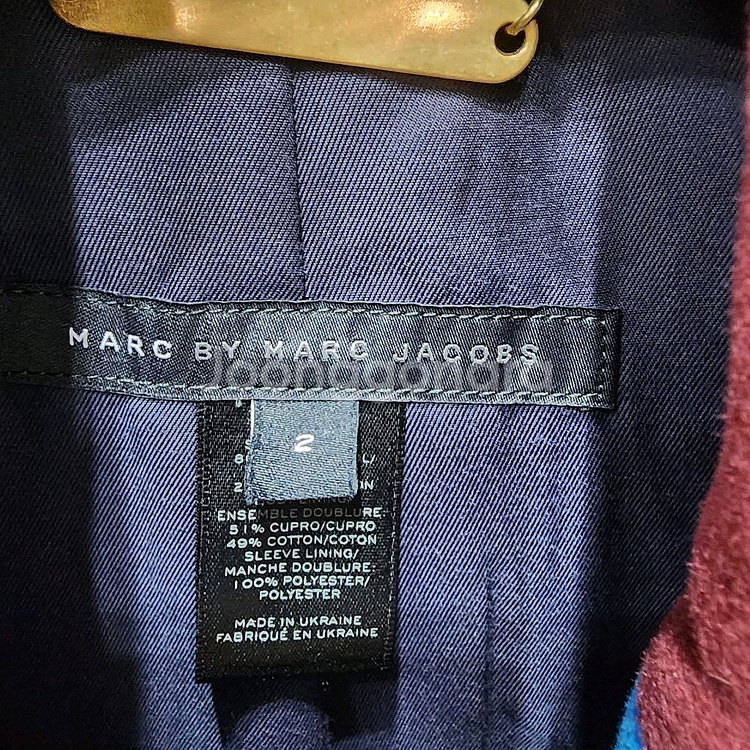 MARC BY MARC JACOBS
Joonggonara
2
ENSEMBLE DOUBLURE:
51% CUPRO/CUPRO
49% COTTON/COTON
SLEEVE LINING/
MANCHE DOUBLURE:
100% POLYESTER/
POLYESTER
MADE IN UKRAINE
FABRIQUÉ EN UKRAINE